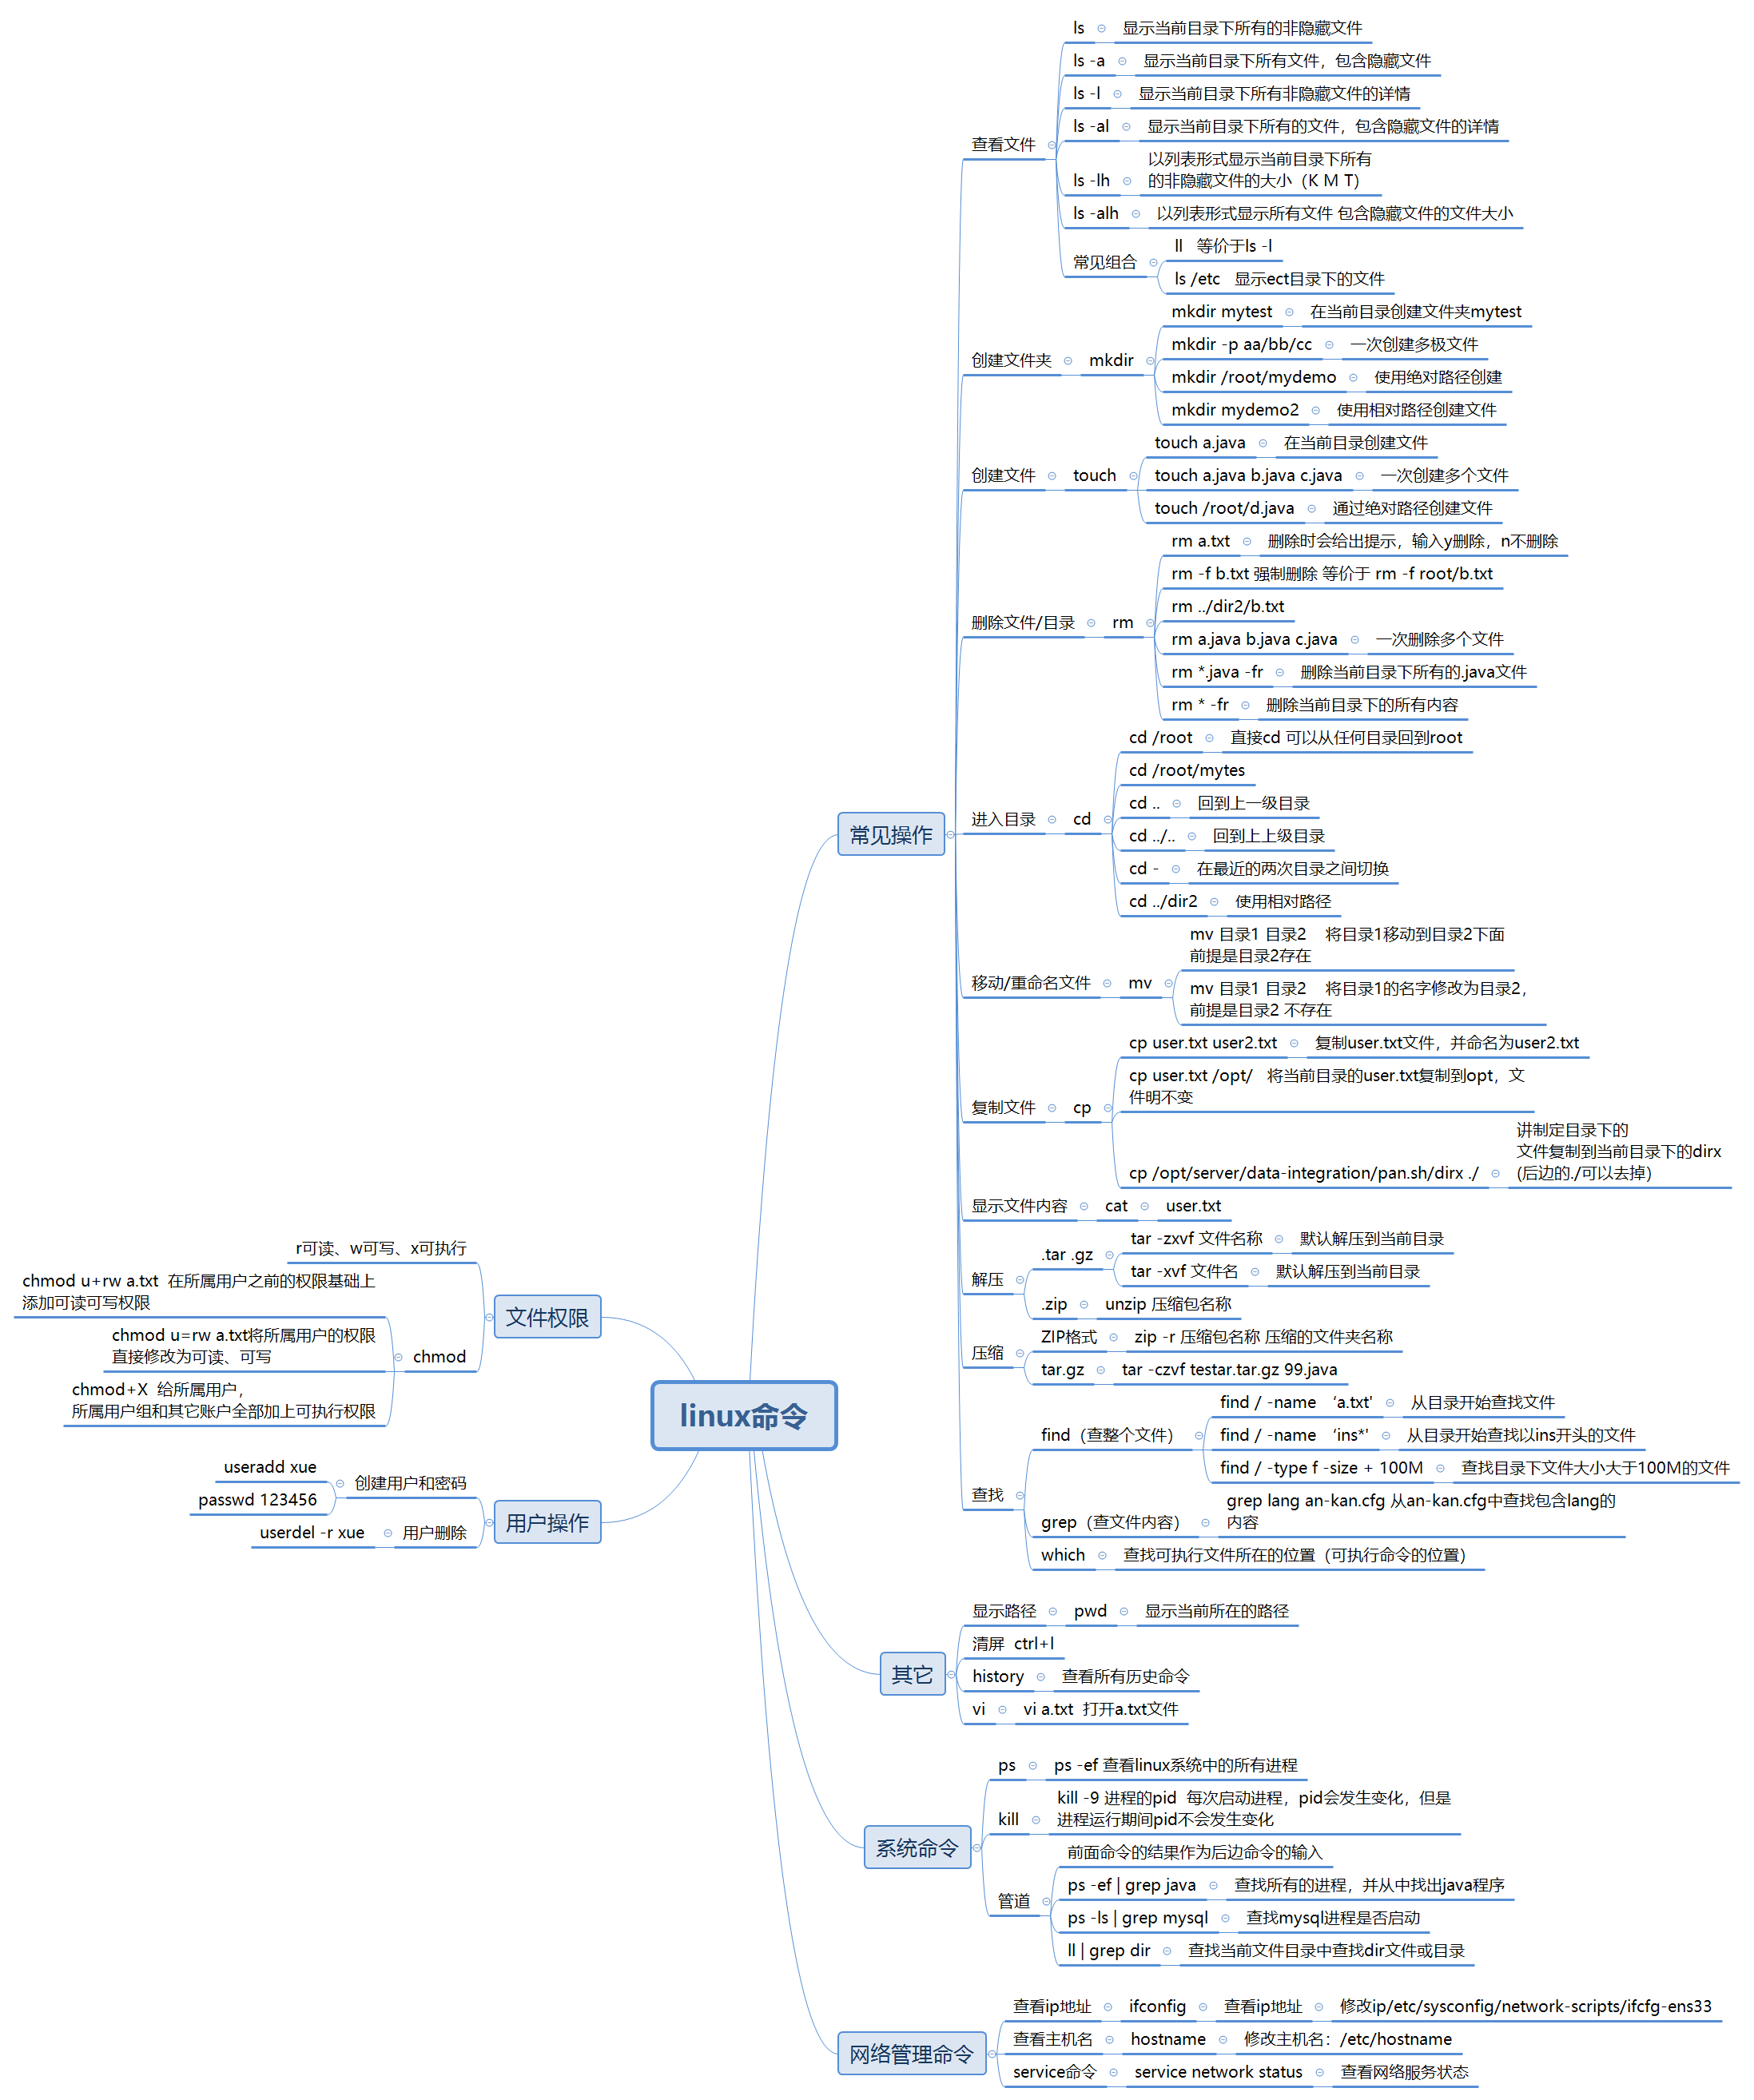 linux命令
常见操作
查看文件
ls
显示当前目录下所有的非隐藏文件
ls -a
显示当前目录下所有文件，包含隐藏文件
ls -l
显示当前目录下所有非隐藏文件的详情
ls -al
显示当前目录下所有的文件，包含隐藏文件的详情
ls -lh
以列表形式显示当前目录下所有
的非隐藏文件的大小（K M T）
ls -alh
以列表形式显示所有文件 包含隐藏文件的文件大小
常见组合
ll   等价于ls -l
ls /etc   显示ect目录下的文件
创建文件夹
mkdir
mkdir mytest
在当前目录创建文件夹mytest
mkdir -p aa/bb/cc
一次创建多极文件
mkdir /root/mydemo
使用绝对路径创建
mkdir mydemo2
使用相对路径创建文件
创建文件
touch
touch a.java
在当前目录创建文件
touch a.java b.java c.java
一次创建多个文件
touch /root/d.java
通过绝对路径创建文件
删除文件/目录
rm
rm a.txt
删除时会给出提示，输入y删除，n不删除
rm -f b.txt 强制删除 等价于 rm -f root/b.txt
rm ../dir2/b.txt
rm a.java b.java c.java
一次删除多个文件
rm *.java -fr
删除当前目录下所有的.java文件
rm * -fr
删除当前目录下的所有内容
进入目录
cd
cd /root
直接cd 可以从任何目录回到root
cd /root/mytes
cd ..
回到上一级目录
cd ../..
回到上上级目录
cd -
在最近的两次目录之间切换
cd ../dir2
使用相对路径
移动/重命名文件
mv
mv 目录1 目录2    将目录1移动到目录2下面
前提是目录2存在
mv 目录1 目录2    将目录1的名字修改为目录2，
前提是目录2 不存在
复制文件
cp
cp user.txt user2.txt
复制user.txt文件，并命名为user2.txt
cp user.txt /opt/   将当前目录的user.txt复制到opt，文
件明不变
cp /opt/server/data-integration/pan.sh/dirx ./
讲制定目录下的
文件复制到当前目录下的dirx
(后边的./可以去掉)
显示文件内容
cat
user.txt
解压
.tar .gz
tar -zxvf 文件名称
默认解压到当前目录
tar -xvf 文件名
默认解压到当前目录
.zip
unzip 压缩包名称
压缩
ZIP格式
zip -r 压缩包名称 压缩的文件夹名称
tar.gz
tar -czvf testar.tar.gz 99.java
查找
find（查整个文件）
find / -name   ‘a.txt'
从目录开始查找文件
find / -name   ‘ins*'
从目录开始查找以ins开头的文件
find / -type f -size + 100M
查找目录下文件大小大于100M的文件
grep（查文件内容）
grep lang an-kan.cfg 从an-kan.cfg中查找包含lang的
内容
which
查找可执行文件所在的位置（可执行命令的位置）
其它
显示路径
pwd
显示当前所在的路径
清屏  ctrl+l
history
查看所有历史命令
vi
vi a.txt  打开a.txt文件
系统命令
ps
ps -ef 查看linux系统中的所有进程
kill
kill -9 进程的pid  每次启动进程，pid会发生变化，但是
进程运行期间pid不会发生变化
管道
前面命令的结果作为后边命令的输入
ps -ef | grep java
查找所有的进程，并从中找出java程序
ps -ls | grep mysql
查找mysql进程是否启动
ll | grep dir
查找当前文件目录中查找dir文件或目录
网络管理命令
查看ip地址
ifconfig
查看ip地址
修改ip/etc/sysconfig/network-scripts/ifcfg-ens33
查看主机名
hostname
修改主机名：/etc/hostname
service命令
service network status
查看网络服务状态
文件权限
r可读、w可写、x可执行
chmod
chmod u+rw a.txt  在所属用户之前的权限基础上
添加可读可写权限
chmod u=rw a.txt将所属用户的权限
直接修改为可读、可写
chmod+X  给所属用户，
所属用户组和其它账户全部加上可执行权限
用户操作
创建用户和密码
useradd xue
passwd 123456
用户删除
userdel -r xue